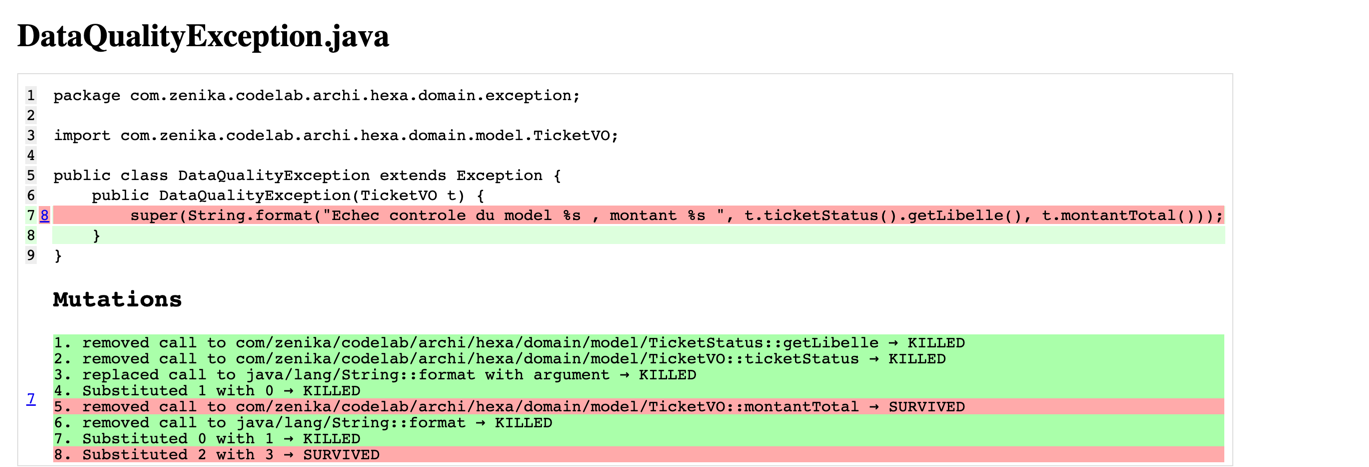 DataQualityException.java
1 package com.zenika.codelab.archi.hexa.domain.exception;
2
3 import com.zenika.codelab.archi.hexa.domain.model.TicketVO;
4
5 public class DataQualityException extends Exception {
6     public DataQualityException(TicketVO t) {
7 8         super(String.format("Echec controle du model %s , montant %s ", t.ticketStatus().getLibelle(), t.montantTotal()));
8     }
9 }
Mutations
1. removed call to com/zenika/codelab/archi/hexa/domain/model/TicketStatus::getLibelle → KILLED
2. removed call to com/zenika/codelab/archi/hexa/domain/model/TicketVO::ticketStatus → KILLED
3. replaced call to java/lang/String::format with argument → KILLED
4. Substituted 1 with 0 → KILLED
7
5. removed call to com/zenika/codelab/archi/hexa/domain/model/TicketVO::montantTotal → SURVIVED
6. removed call to java/lang/String::format → KILLED
7. Substituted 0 with 1 → KILLED
8. Substituted 2 with 3 → SURVIVED